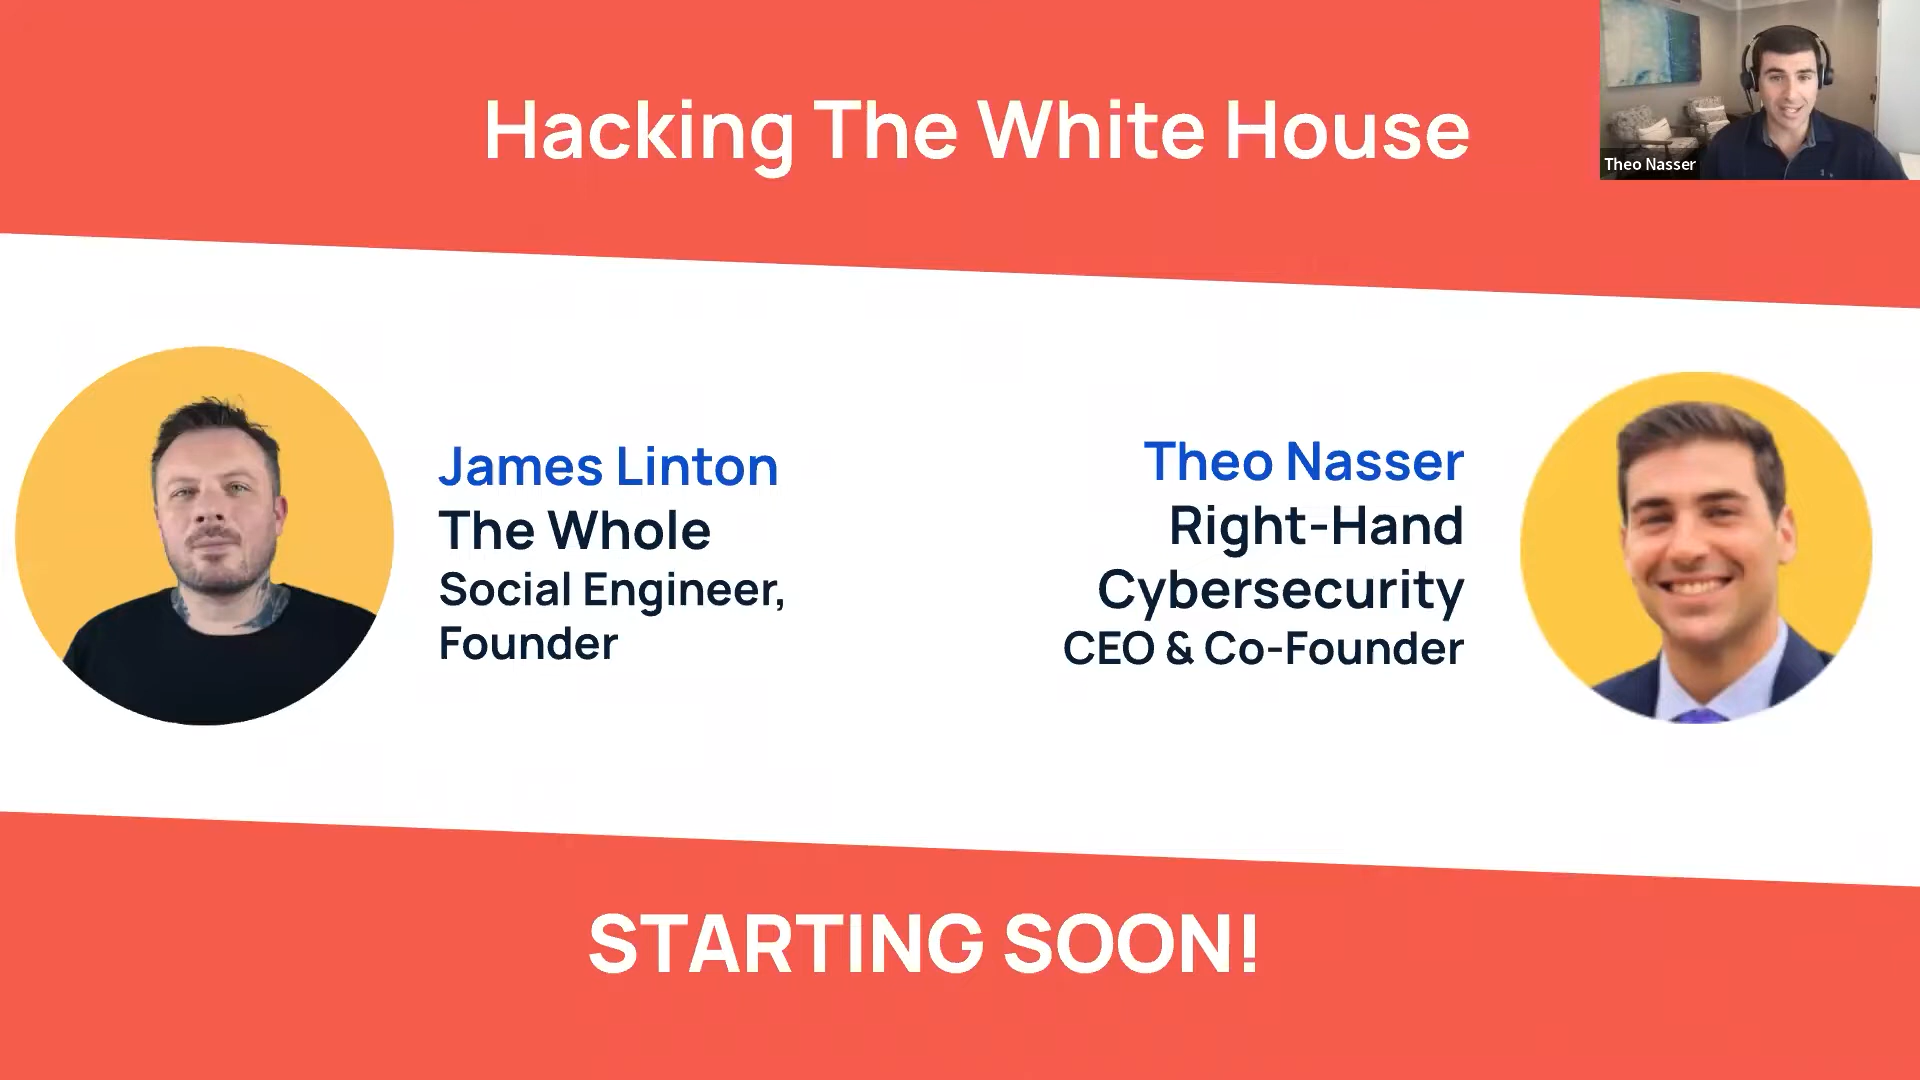 Hacking The White House
Theo Nasser
James Linton
The Whole
Social Engineer,
Founder
Theo Nasser
Right-Hand
Cybersecurity
CEO & Co-Founder
STARTING SOON!